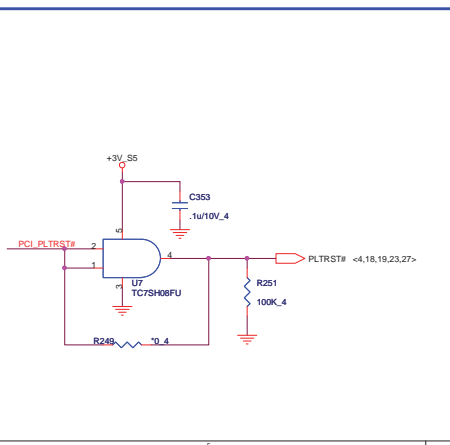 +3V_S5
C353
.1u/10V_4
5
PCI_PLTRST#
2
4
1
PLTRST# <4,18,19,23,27>
3
U7
TC7SH08FU
R251
100K_4
R249
*0_4